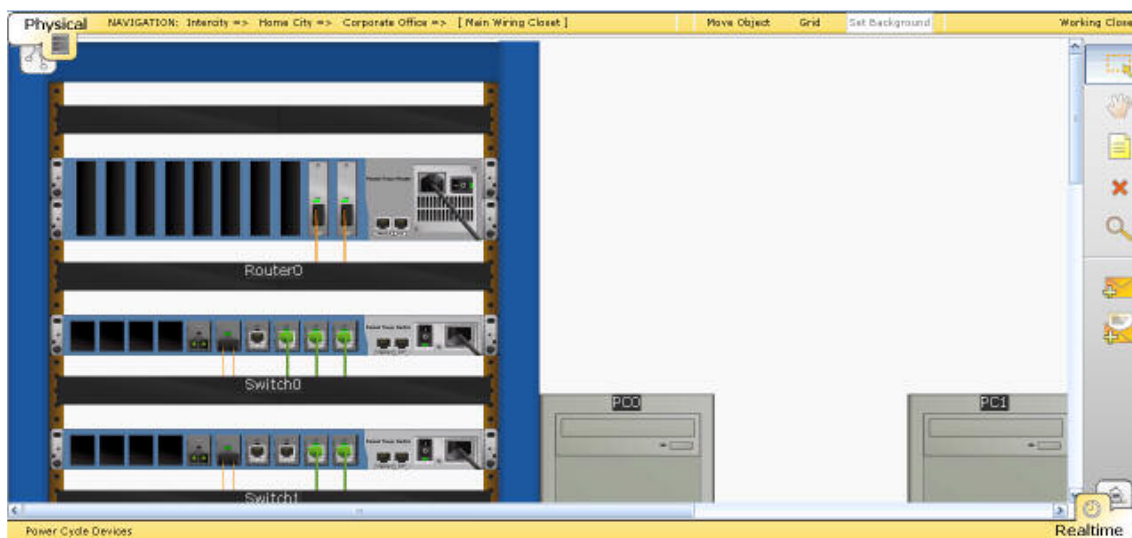 Physical
NAVIGATION: Intercity => Home City => Corporate Office => [ Main Wiring Closet ]
Move Object
Grid
Set Background
Working Close
Router0
Switch0
PC0
PC1
Switch1
Power Cycle Devices
Realtime